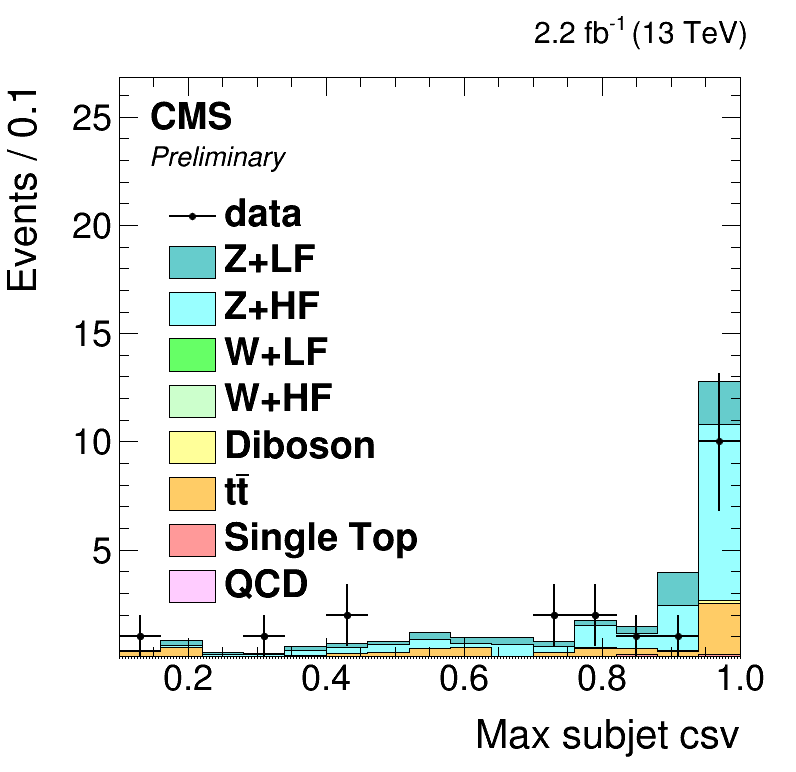 2.2 fb⁻¹ (13 TeV)
Events / 0.1
25
20
15
10
5
CMS
Preliminary
data
Z+LF
Z+HF
W+LF
W+HF
Diboson
tt̄
Single Top
QCD
0.2 0.4 0.6 0.8 1.0
Max subjet csv